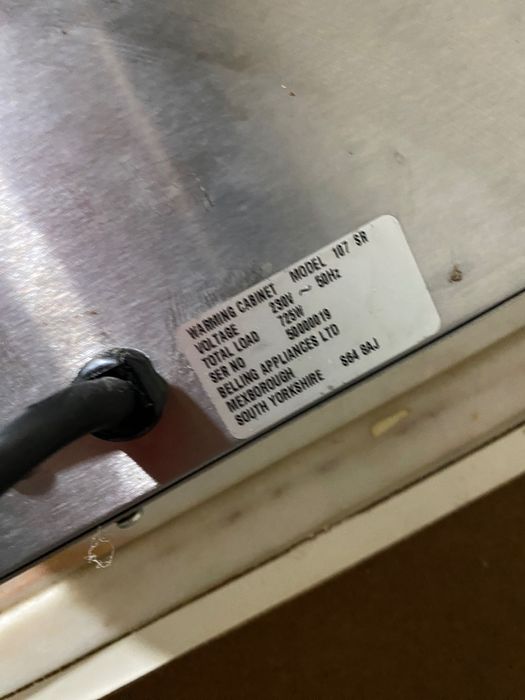 WARMING CABINET MODEL 107 SR
VOLTAGE 230V ~ 50Hz
TOTAL LOAD 725W
SER NO 50000019
BELLING APPLIANCES LTD
MEXBOROUGH
SOUTH YORKSHIRE S64 8AJ